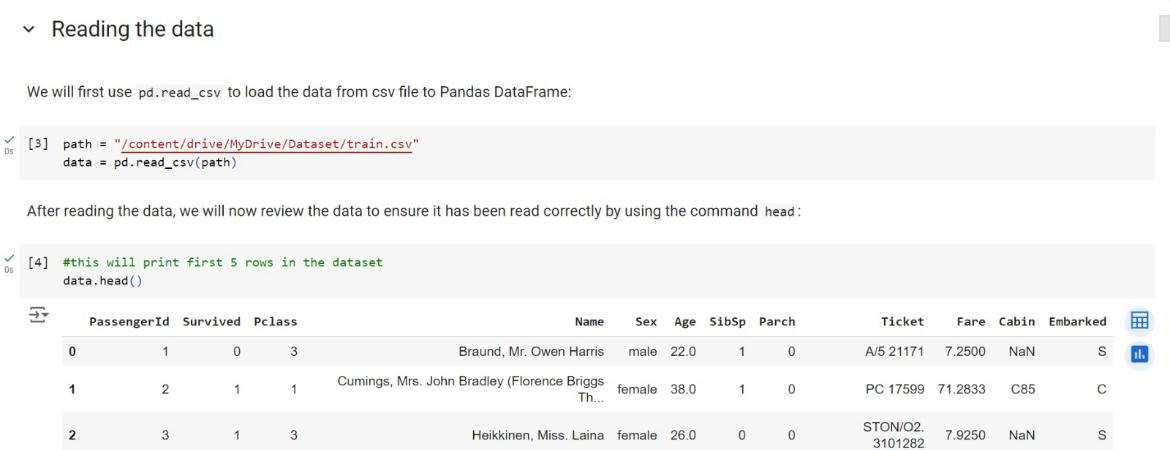 Reading the data
We will first use pd.read_csv to load the data from csv file to Pandas DataFrame:
[3] path = "/content/drive/MyDrive/Dataset/train.csv"
0s data = pd.read_csv(path)
After reading the data, we will now review the data to ensure it has been read correctly by using the command head:
[4] #this will print first 5 rows in the dataset
0s data.head()
PassengerId Survived Pclass Name Sex Age SibSp Parch Ticket Fare Cabin Embarked
0 1 0 3 Braund, Mr. Owen Harris male 22.0 1 0 A/5 21171 7.2500 NaN S
1 2 1 1 Cumings, Mrs. John Bradley (Florence Briggs Th... female 38.0 1 0 PC 17599 71.2833 C85 C
2 3 1 3 Heikkinen, Miss. Laina female 26.0 0 0 STON/O2. 3101282 7.9250 NaN S